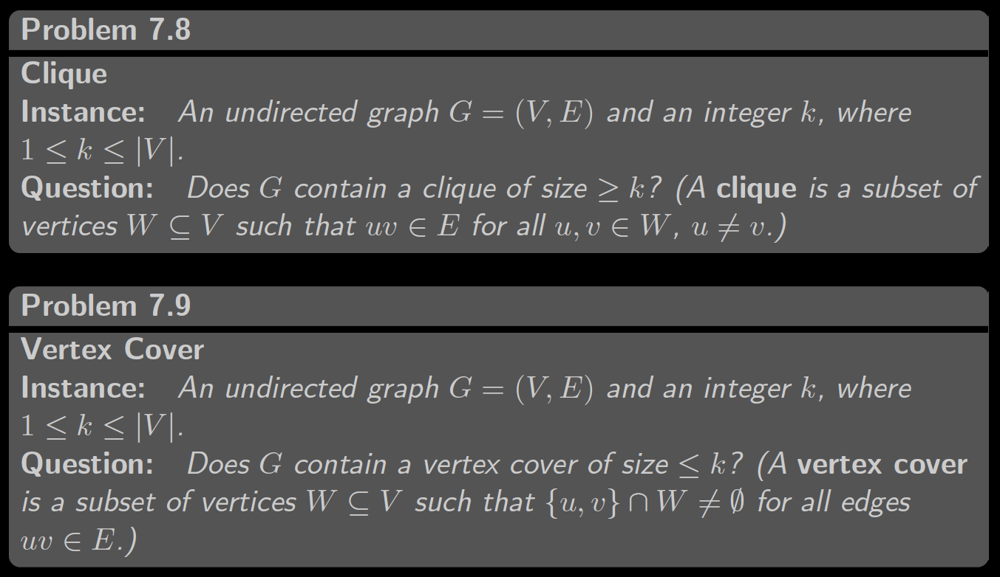 Problem 7.8
Clique
Instance: An undirected graph G = (V, E) and an integer k, where
1 ≤ k ≤ |V|.
Question: Does G contain a clique of size ≥ k? (A clique is a subset of
vertices W ⊆ V such that uv ∈ E for all u, v ∈ W, u ≠ v.)
Problem 7.9
Vertex Cover
Instance: An undirected graph G = (V, E) and an integer k, where
1 ≤ k ≤ |V|.
Question: Does G contain a vertex cover of size ≤ k? (A vertex cover
is a subset of vertices W ⊆ V such that {u, v} ∩ W ≠ ∅ for all edges
uv ∈ E.)